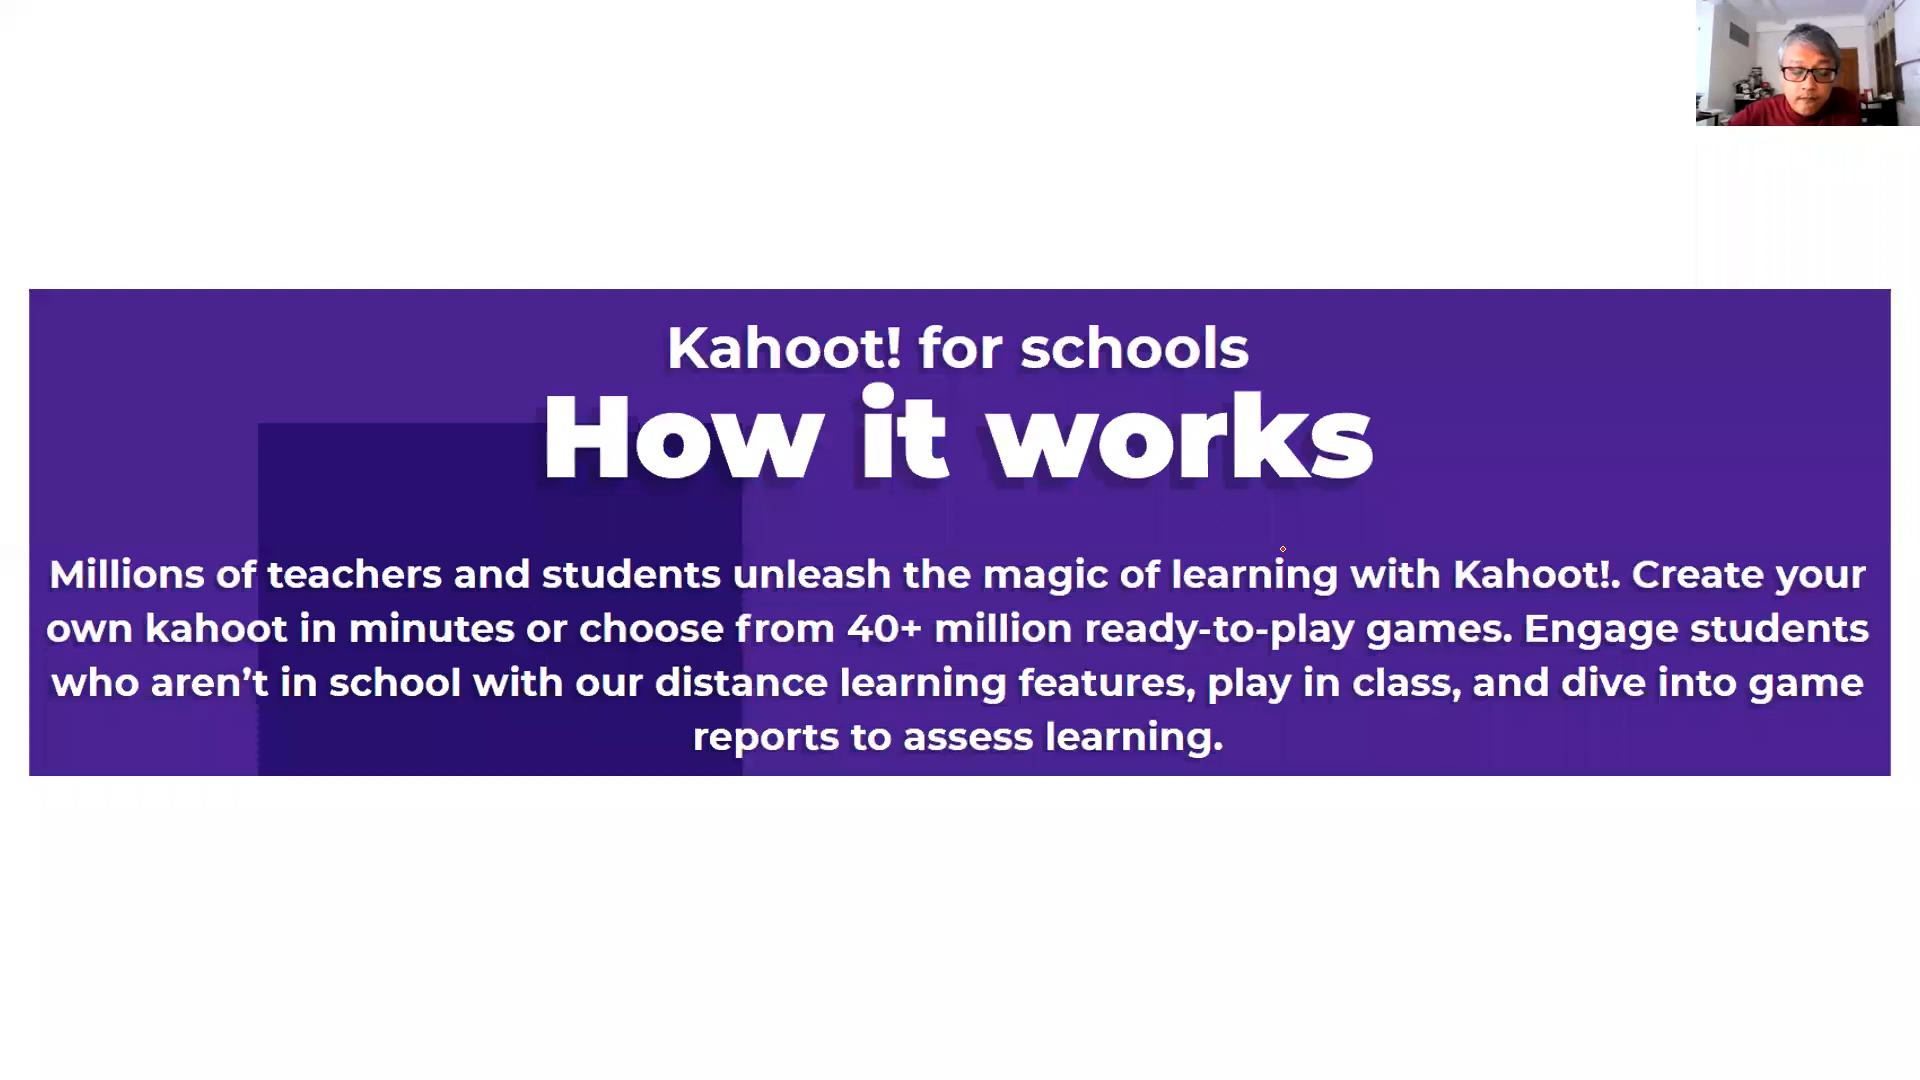 Kahoot! for schools
How it works
Millions of teachers and students unleash the magic of learning with Kahoot!. Create your
own kahoot in minutes or choose from 40+ million ready-to-play games. Engage students
who aren’t in school with our distance learning features, play in class, and dive into game
reports to assess learning.